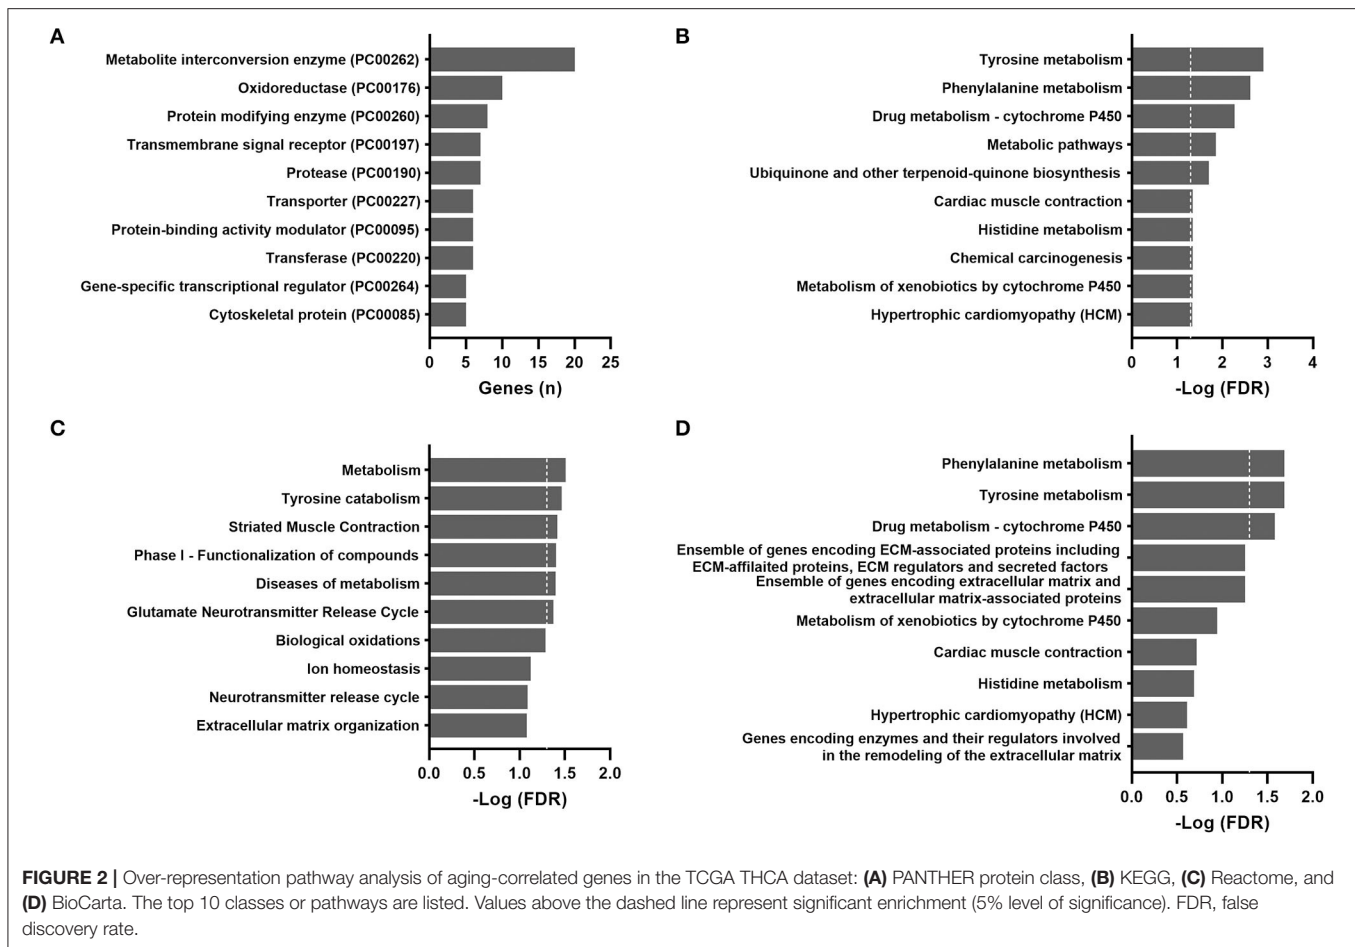 A
Metabolite interconversion enzyme (PC00262)
Oxidoreductase (PC00176)
Protein modifying enzyme (PC00260)
Transmembrane signal receptor (PC00197)
Protease (PC00190)
Transporter (PC00227)
Protein-binding activity modulator (PC00095)
Transferase (PC00220)
Gene-specific transcriptional regulator (PC00264)
Cytoskeletal protein (PC00085)
0 5 10 15 20 25
Genes (n)
B
Tyrosine metabolism
Phenylalanine metabolism
Drug metabolism - cytochrome P450
Metabolic pathways
Ubiquinone and other terpenoid-quinone biosynthesis
Cardiac muscle contraction
Histidine metabolism
Chemical carcinogenesis
Metabolism of xenobiotics by cytochrome P450
Hypertrophic cardiomyopathy (HCM)
0 1 2 3 4
-Log (FDR)
C
Metabolism
Tyrosine catabolism
Striated Muscle Contraction
Phase I - Functionalization of compounds
Diseases of metabolism
Glutamate Neurotransmitter Release Cycle
Biological oxidations
Ion homeostasis
Neurotransmitter release cycle
Extracellular matrix organization
0.0 0.5 1.0 1.5 2.0
-Log (FDR)
D
Phenylalanine metabolism
Tyrosine metabolism
Drug metabolism - cytochrome P450
Ensemble of genes encoding ECM-associated proteins including
ECM-affilaited proteins, ECM regulators and secreted factors
Ensemble of genes encoding extracellular matrix and
extracellular matrix-associated proteins
Metabolism of xenobiotics by cytochrome P450
Cardiac muscle contraction
Histidine metabolism
Hypertrophic cardiomyopathy (HCM)
Genes encoding enzymes and their regulators involved
in the remodeling of the extracellular matrix
0.0 0.5 1.0 1.5 2.0
-Log (FDR)
FIGURE 2 | Over-representation pathway analysis of aging-correlated genes in the TCGA THCA dataset: (A) PANTHER protein class, (B) KEGG, (C) Reactome, and
(D) BioCarta. The top 10 classes or pathways are listed. Values above the dashed line represent significant enrichment (5% level of significance). FDR, false
discovery rate.